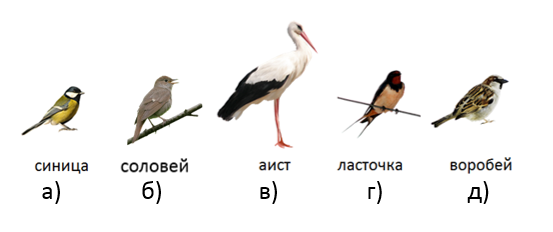 синица соловей аист ласточка воробей
а) б) в) г) д)